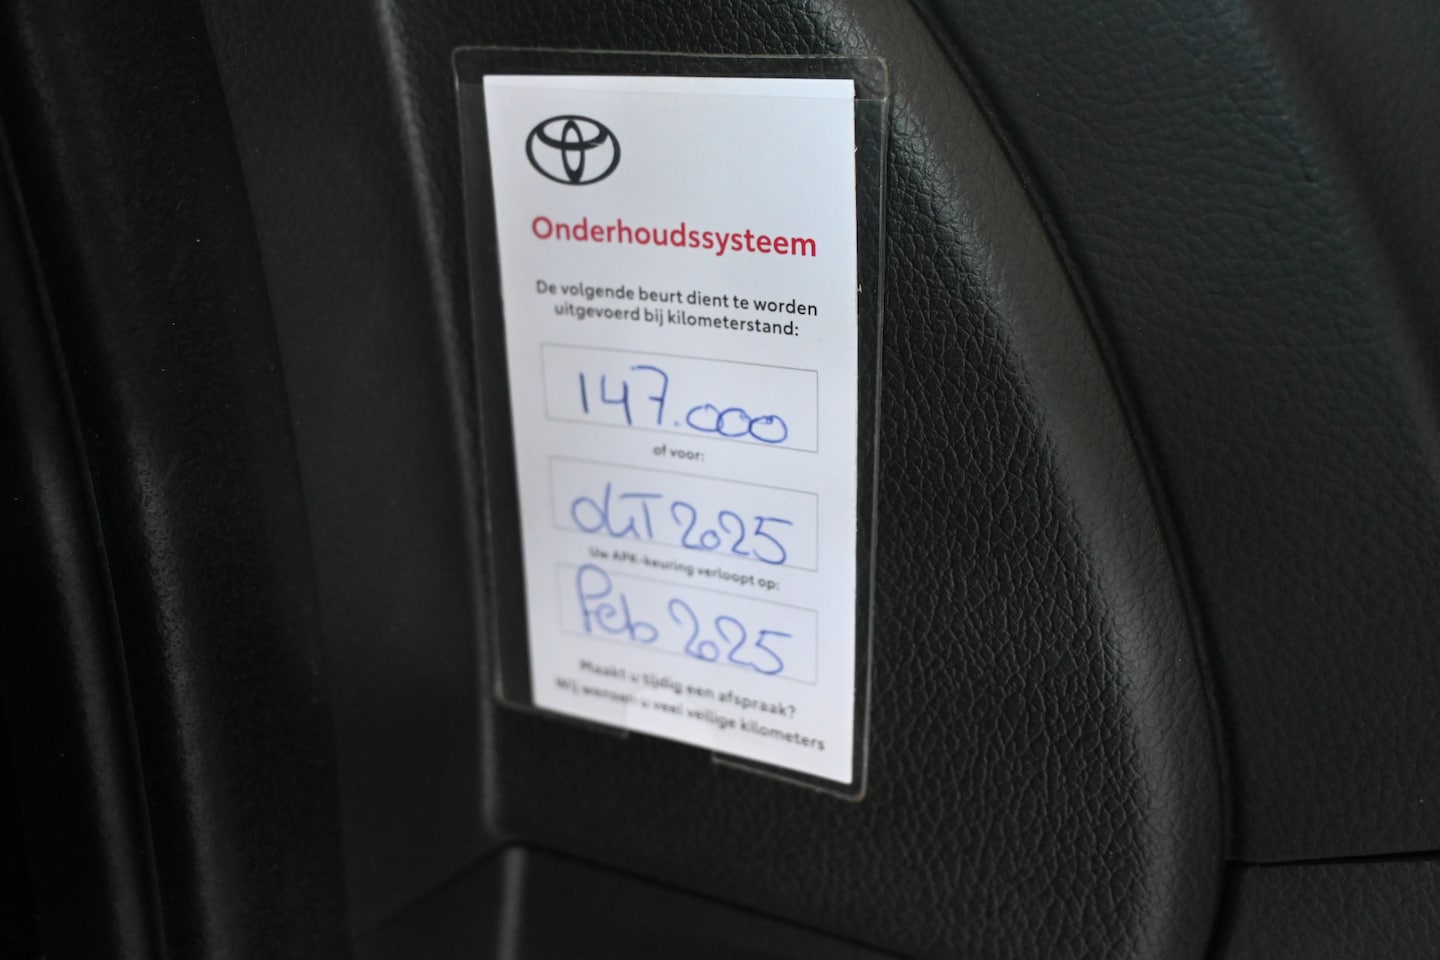 Onderhoudssysteem
De volgende beurt dient te worden
uitgevoerd bij kilometerstand:
147.000
of voor:
okT 2025
Uw APK-keuring verloopt op:
Feb 2025
Maakt u tijdig een afspraak?
Wij wensen u veel veilige kilometers